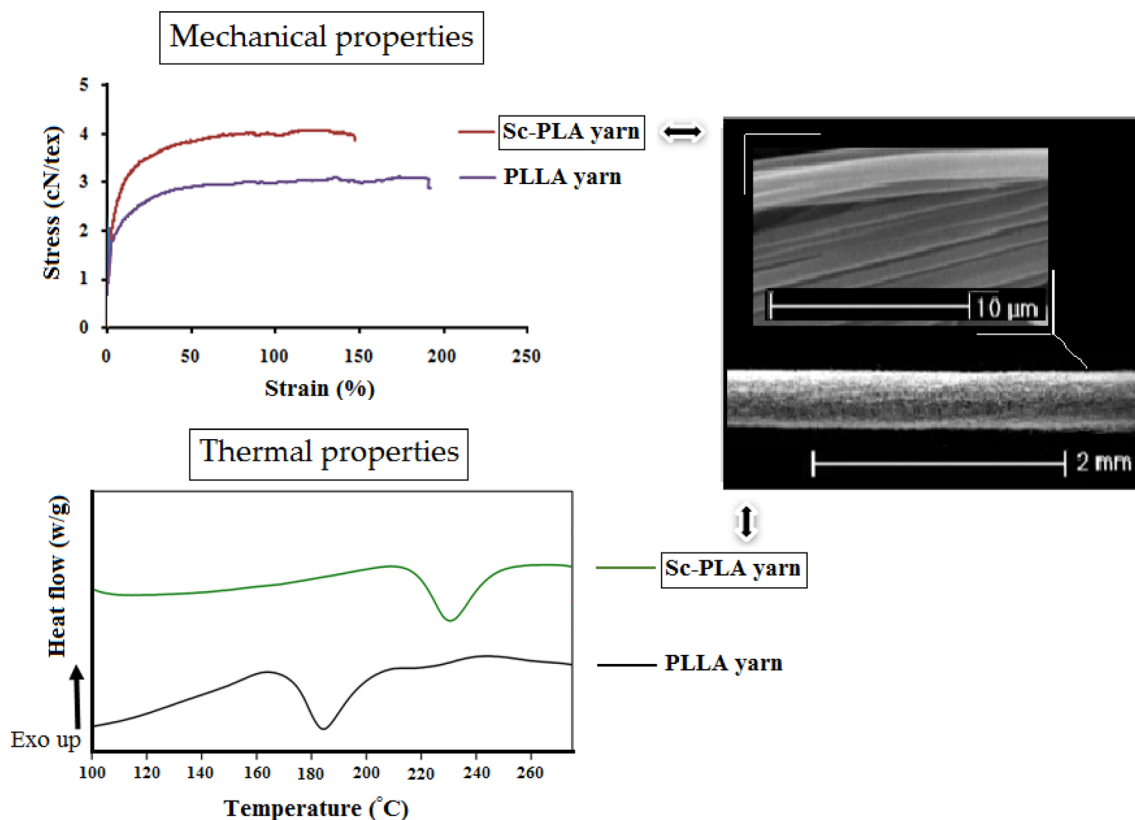 Mechanical properties
5
4
3
2
1
0
Stress (cN/tex)
0 50 100 150 200 250
Strain (%)
Sc-PLA yarn
PLLA yarn
10 µm
2 mm
Thermal properties
Heat flow (w/g)
Exo up
100 120 140 160 180 200 220 240 260
Temperature (°C)
Sc-PLA yarn
PLLA yarn